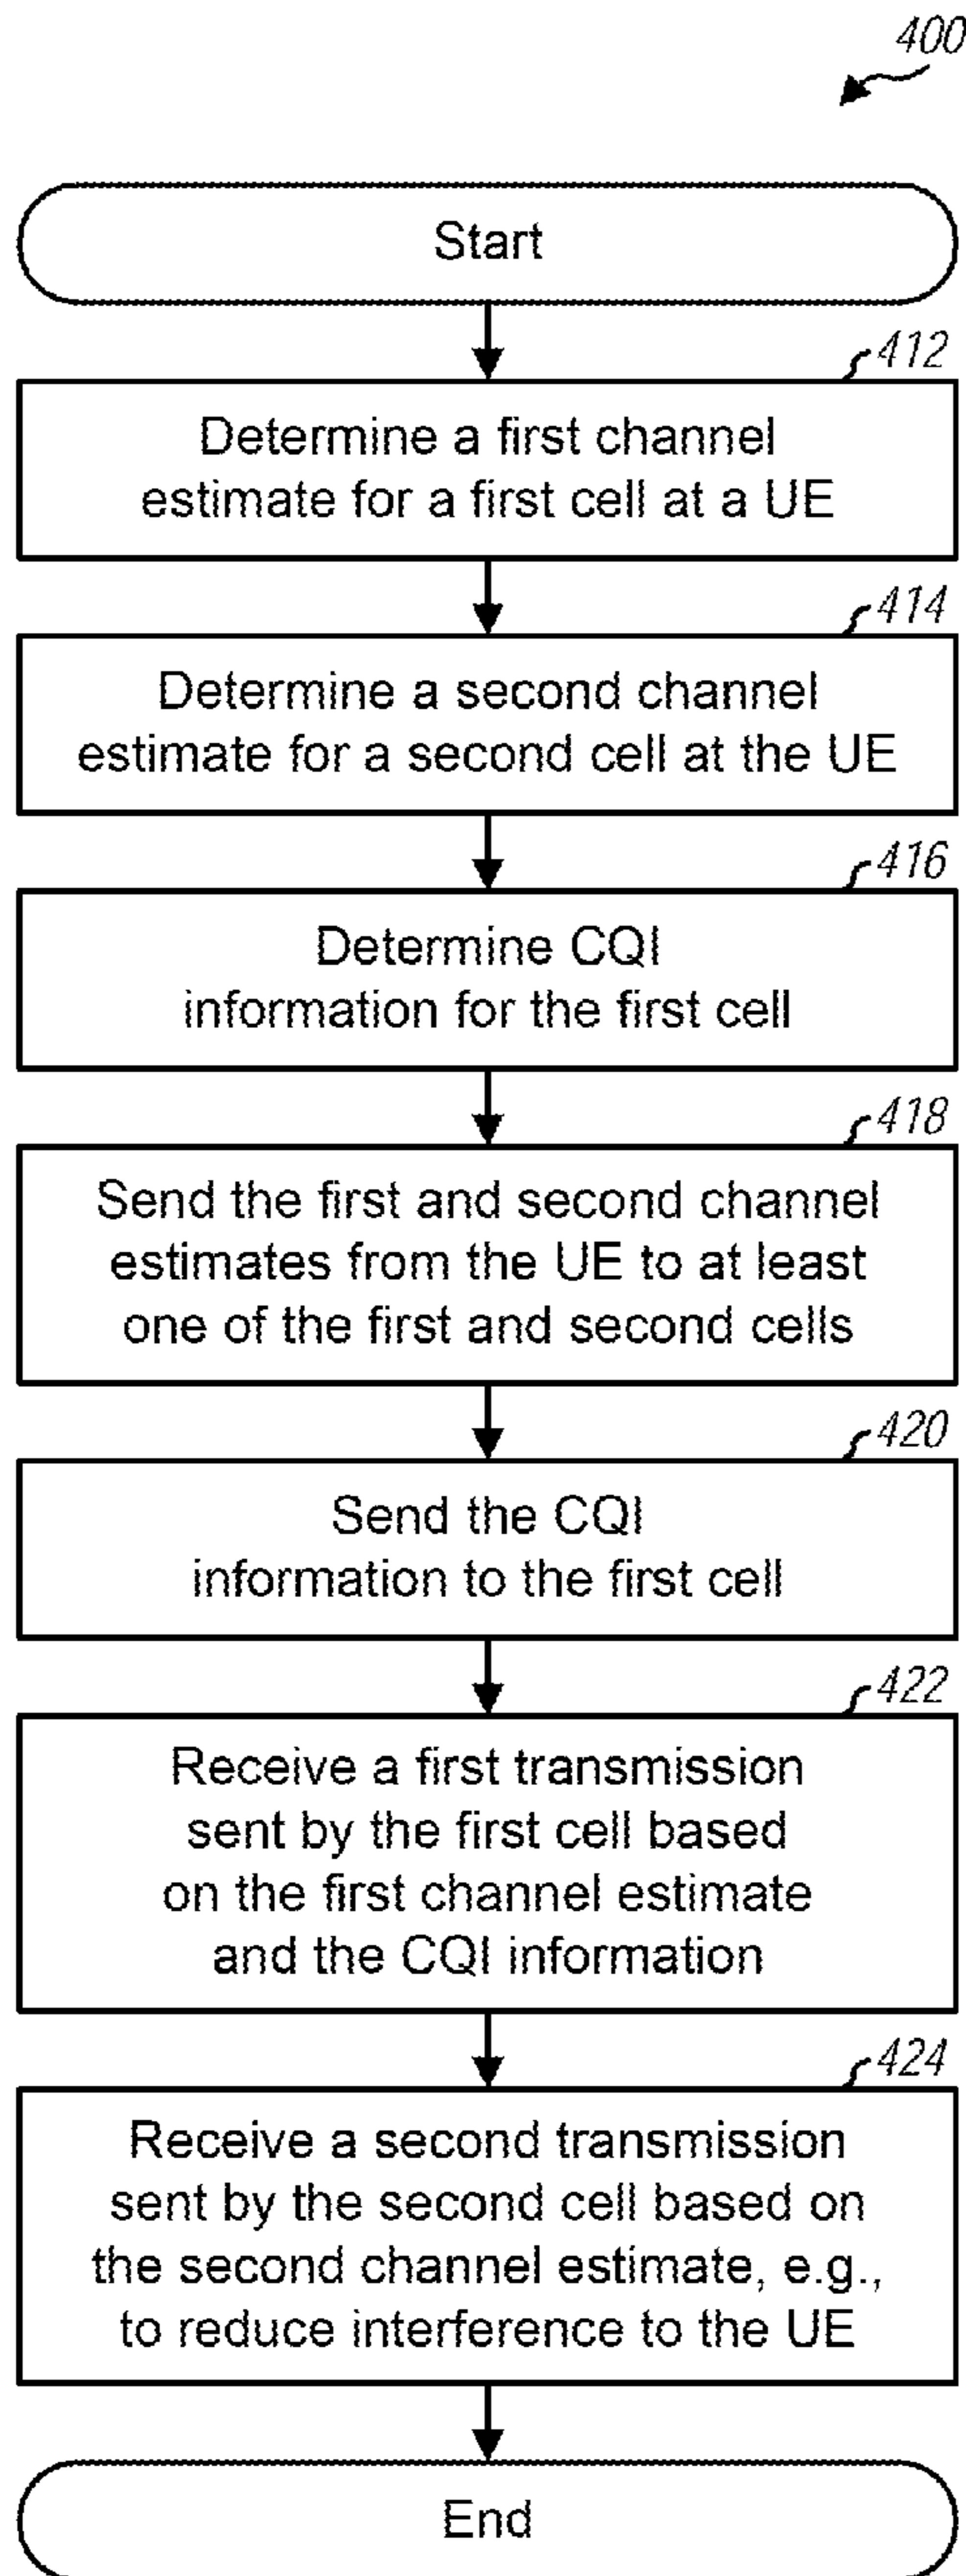 400
Start
412
Determine a first channel
estimate for a first cell at a UE
414
Determine a second channel
estimate for a second cell at the UE
416
Determine CQI
information for the first cell
418
Send the first and second channel
estimates from the UE to at least
one of the first and second cells
420
Send the CQI
information to the first cell
422
Receive a first transmission
sent by the first cell based
on the first channel estimate
and the CQI information
424
Receive a second transmission
sent by the second cell based on
the second channel estimate, e.g.,
to reduce interference to the UE
End